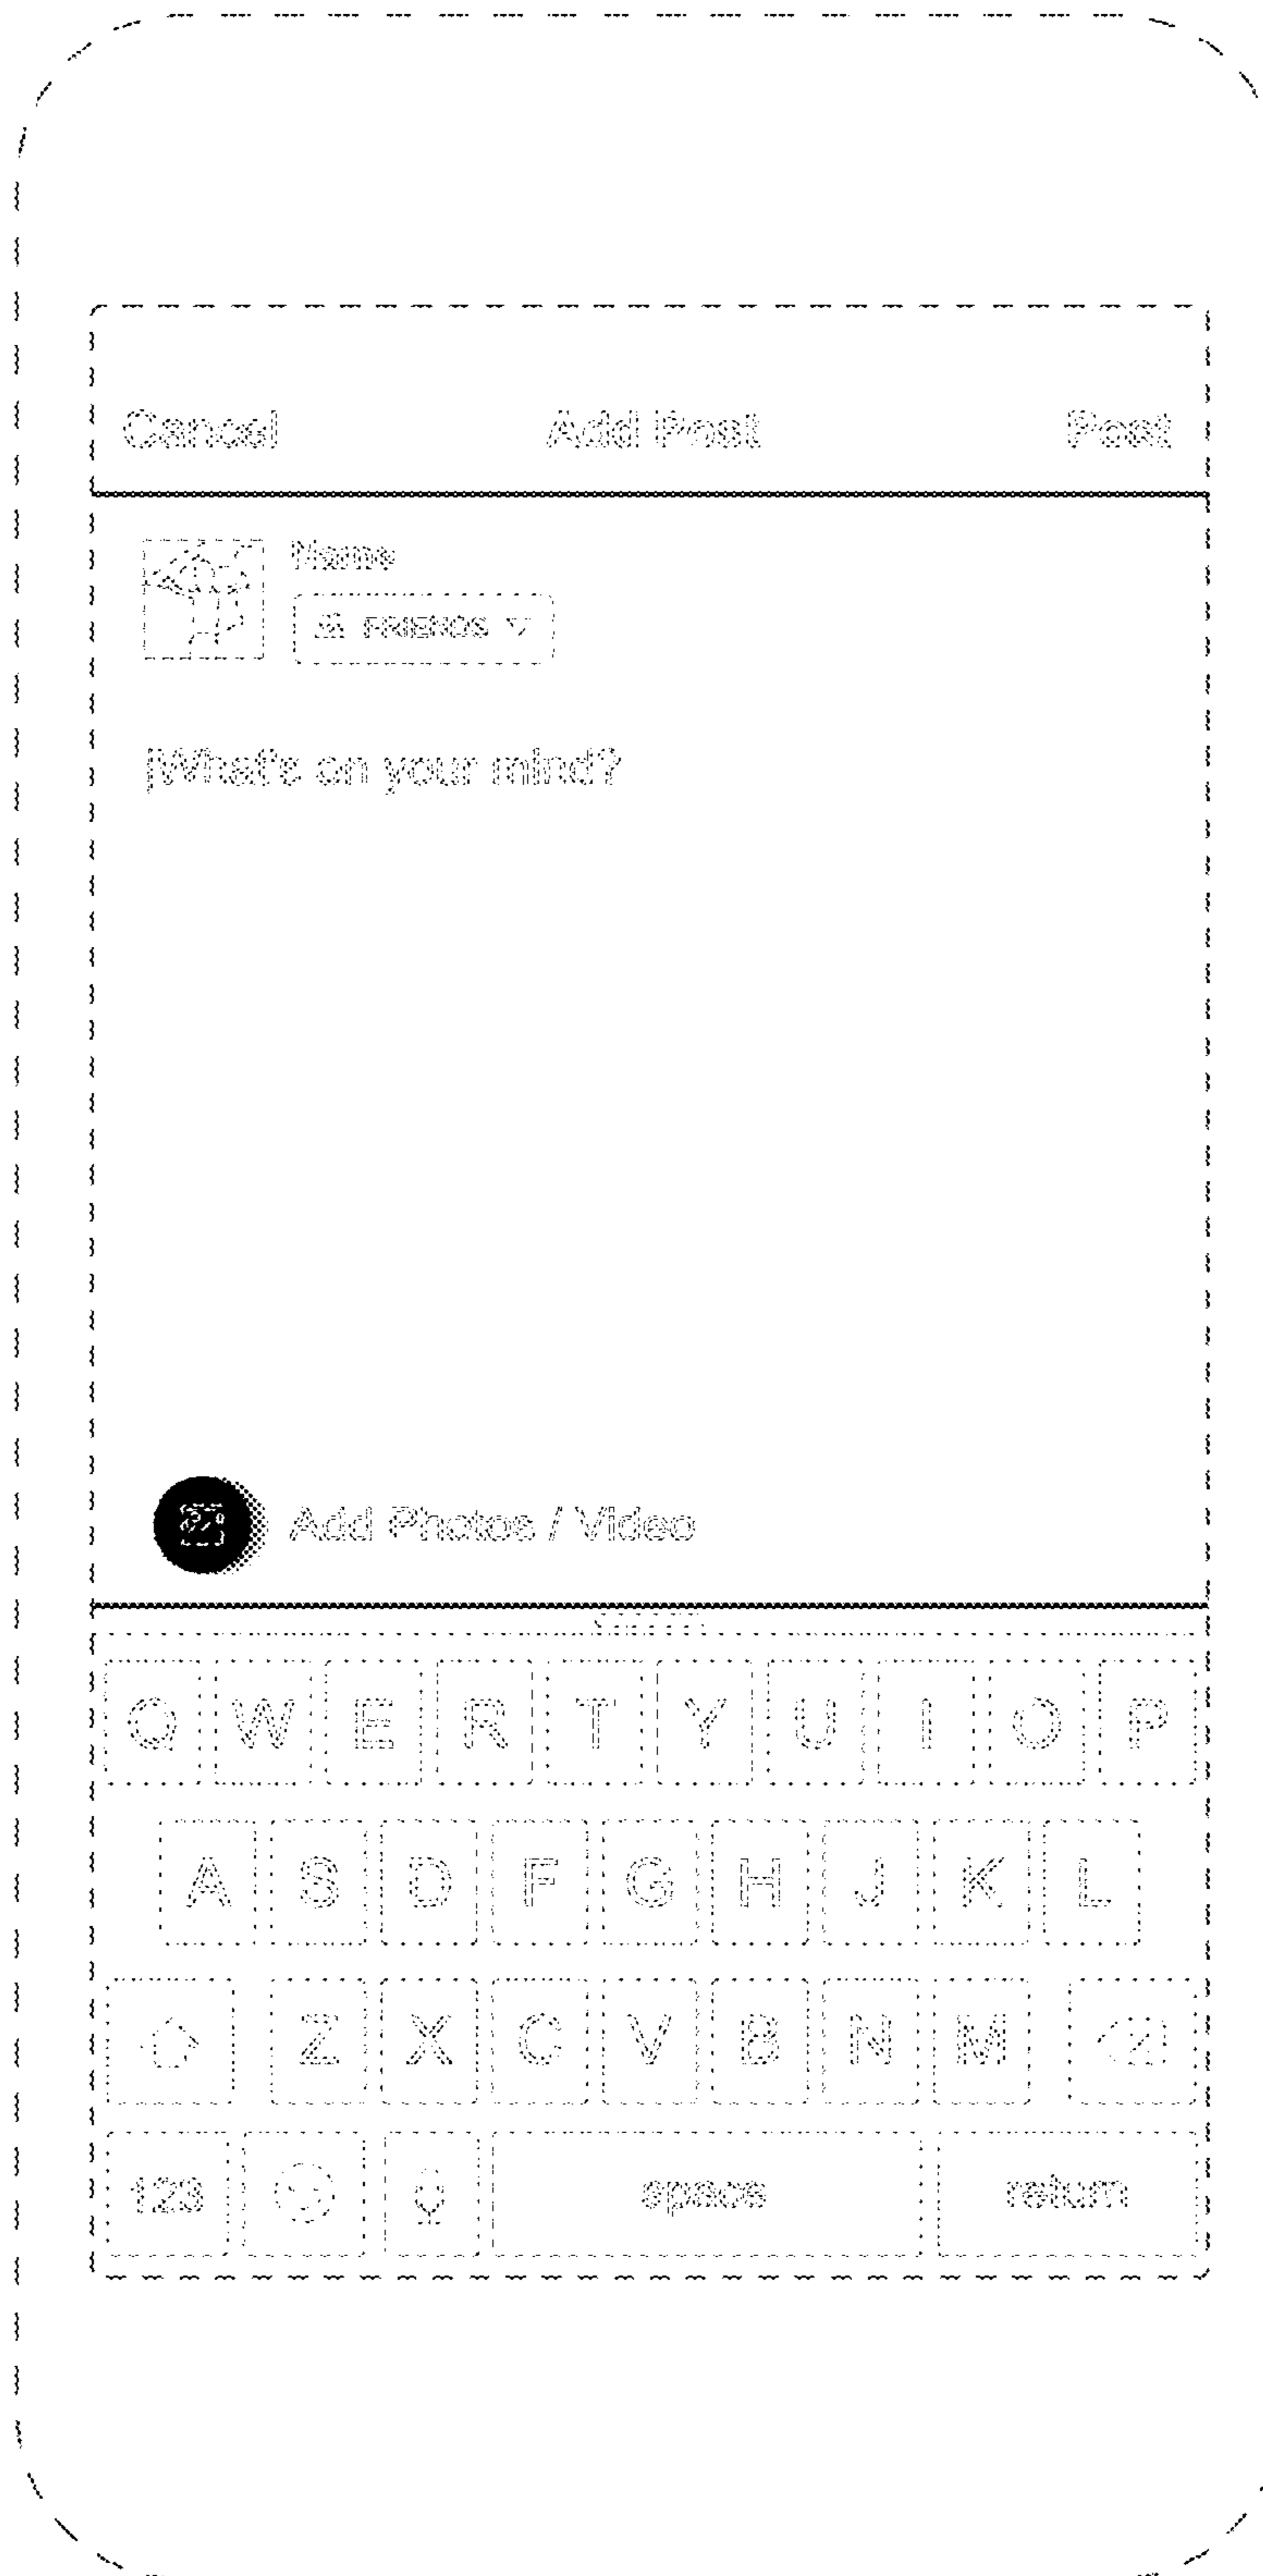 Cancel Add Post Post
Name
FRIENDS
What's on your mind?
Add Photos / Video
Q W E R T Y U I O P
A S D F G H J K L
Z X C V B N M
123 space return